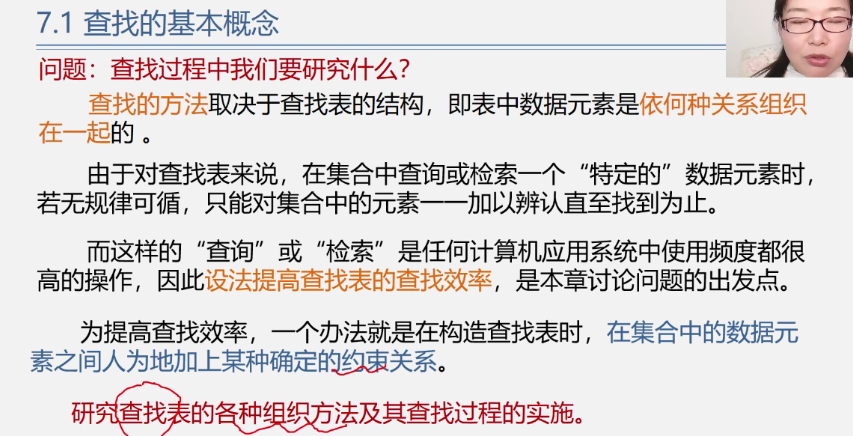 7.1 查找的基本概念
问题：查找过程中我们要研究什么？
查找的方法取决于查找表的结构，即表中数据元素是依何种关系组织
在一起的 。
由于对查找表来说，在集合中查询或检索一个“特定的”数据元素时，
若无规律可循，只能对集合中的元素一一加以辨认直至找到为止。
而这样的“查询”或“检索”是任何计算机应用系统中使用频度都很
高的操作，因此设法提高查找表的查找效率，是本章讨论问题的出发点。
为提高查找效率，一个办法就是在构造查找表时，在集合中的数据元
素之间人为地加上某种确定的约束关系。
研究查找表的各种组织方法及其查找过程的实施。